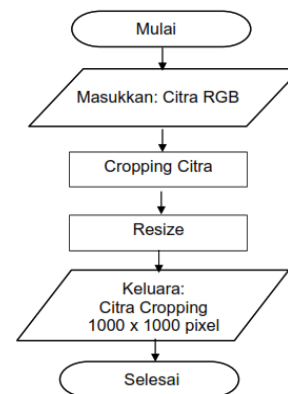 Mulai
Masukkan: Citra RGB
Cropping Citra
Resize
Keluara:
Citra Cropping
1000 x 1000 pixel
Selesai